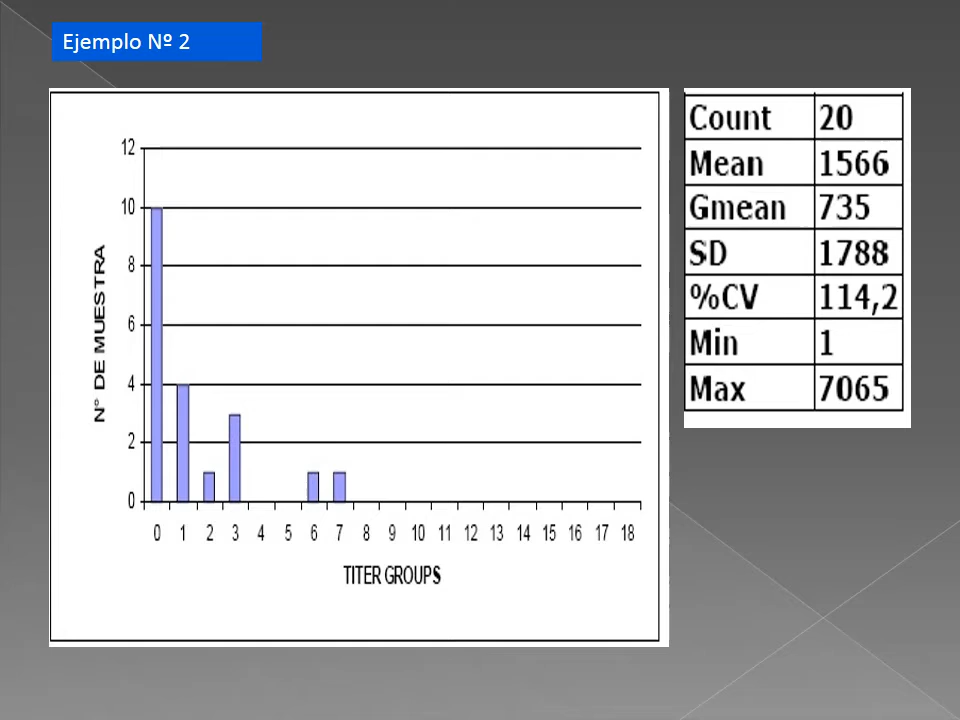 Ejemplo Nº 2
12
10
8
6
4
2
0
N° DE MUESTRA
0 1 2 3 4 5 6 7 8 9 10 11 12 13 14 15 16 17 18
TITER GROUPS
Count 20
Mean 1566
Gmean 735
SD 1788
%CV 114,2
Min 1
Max 7065